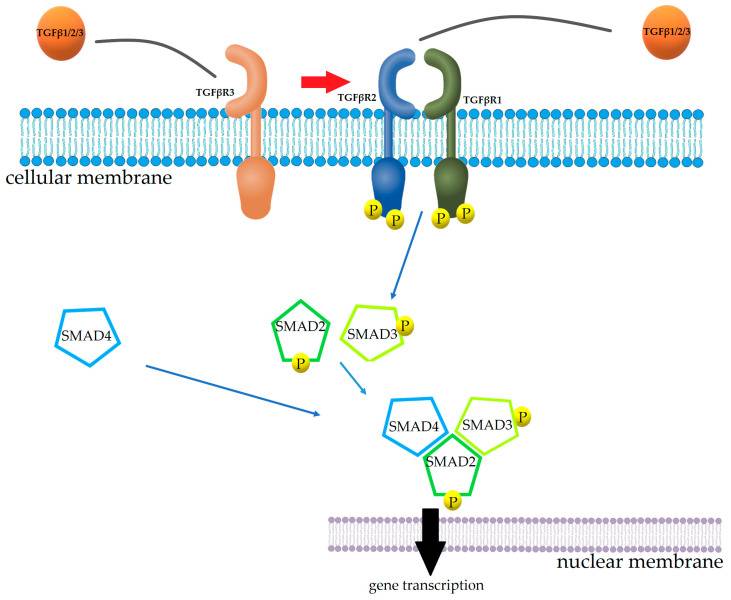 TGFβ1/2/3
TGFβ1/2/3
TGFβR3
TGFβR2
TGFβR1
cellular membrane
P
P
P
P
SMAD4
SMAD2
SMAD3
P
P
SMAD4
SMAD3
P
SMAD2
P
nuclear membrane
gene transcription